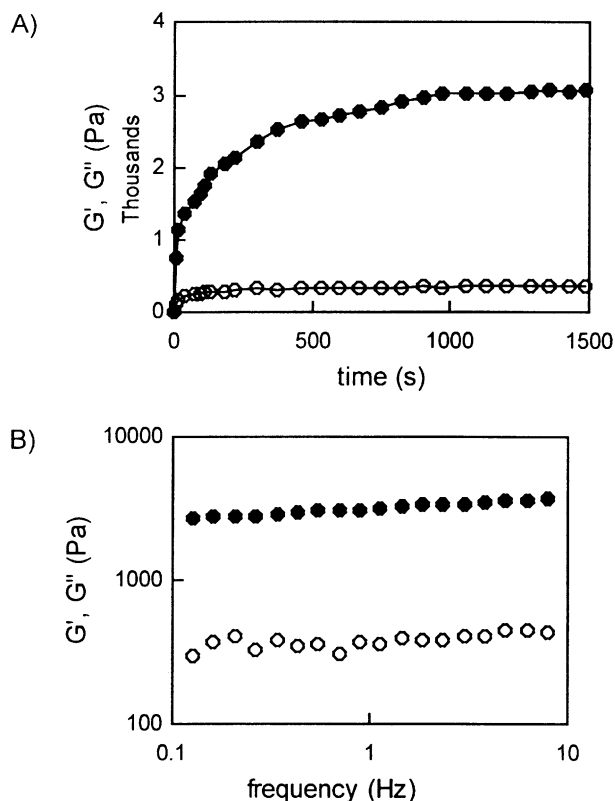 A)
G', G" (Pa)
Thousands
4
3
2
1
0
0 500 1000 1500
time (s)
B)
G', G" (Pa)
10000
1000
100
0.1 1 10
frequency (Hz)